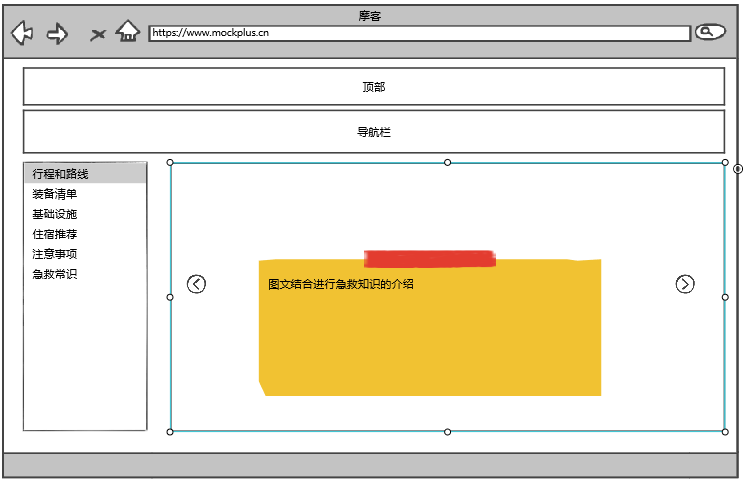 摩客
https://www.mockplus.cn
顶部
导航栏
行程和路线
装备清单
基础设施
住宿推荐
注意事项
急救常识
图文结合进行急救知识的介绍